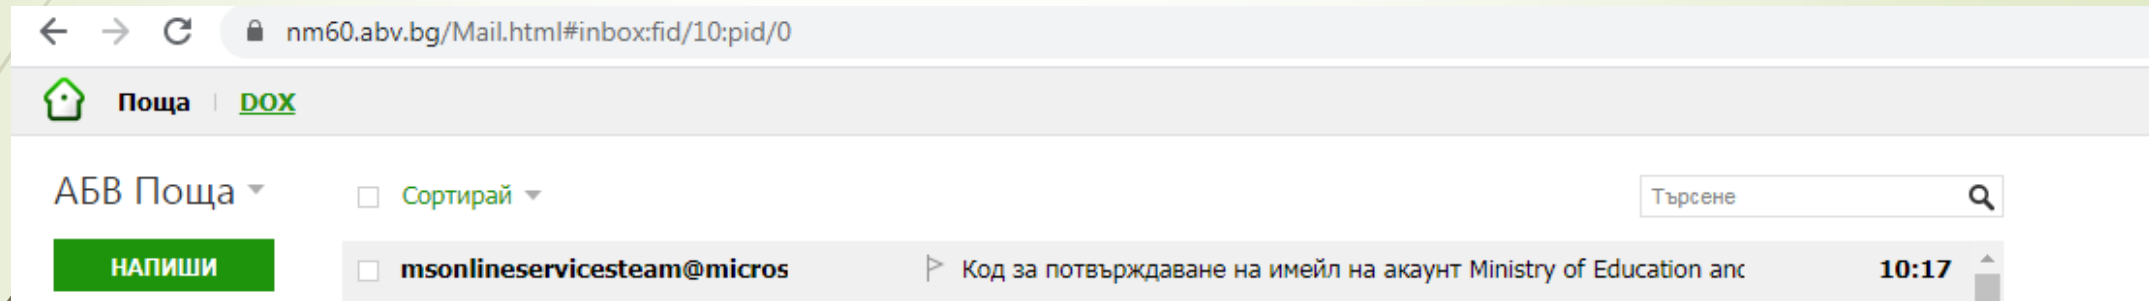 nm60.abv.bg/Mail.html#inbox:fid/10:pid/0
Поща DOX
АБВ Поща Сортирай Търсене
НАПИШИ msonlineservicesteam@micros Код за потвърждаване на имейл на акаунт Ministry of Education and 10:17